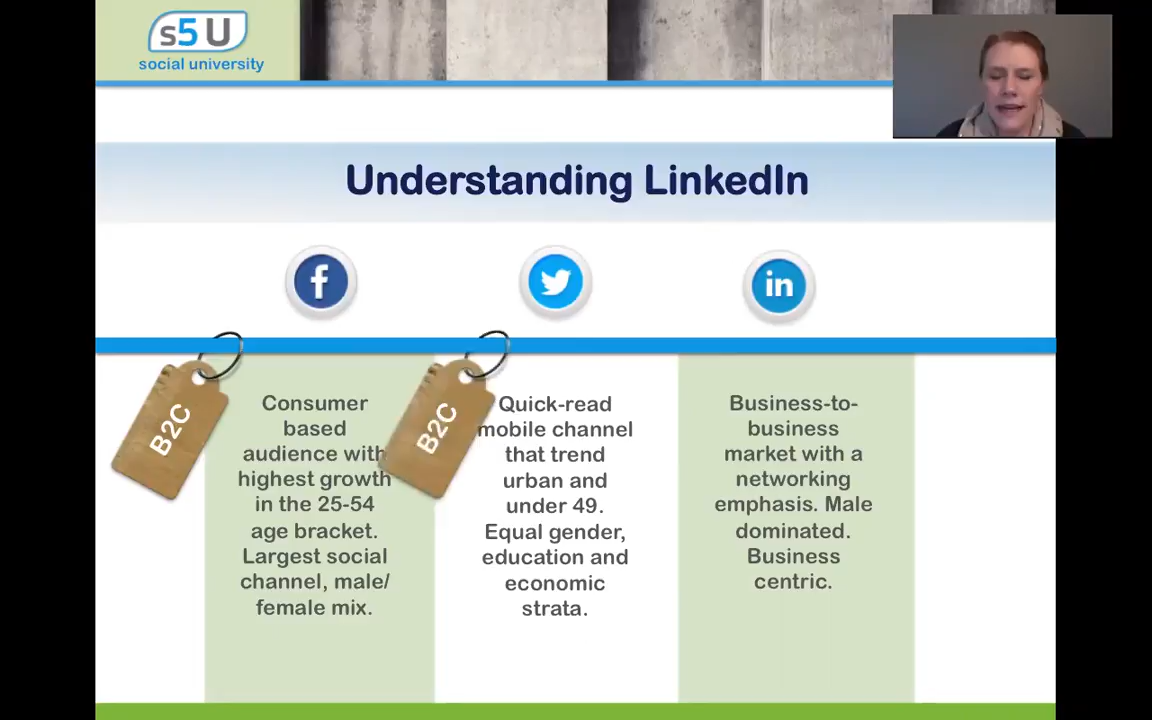 s5U
social university
Understanding LinkedIn
f
in
B2C
Consumer
based
audience with
highest growth
in the 25-54
age bracket.
Largest social
channel, male/
female mix.
B2C
Quick-read
mobile channel
that trend
urban and
under 49.
Equal gender,
education and
economic
strata.
Business-to-
business
market with a
networking
emphasis. Male
dominated.
Business
centric.